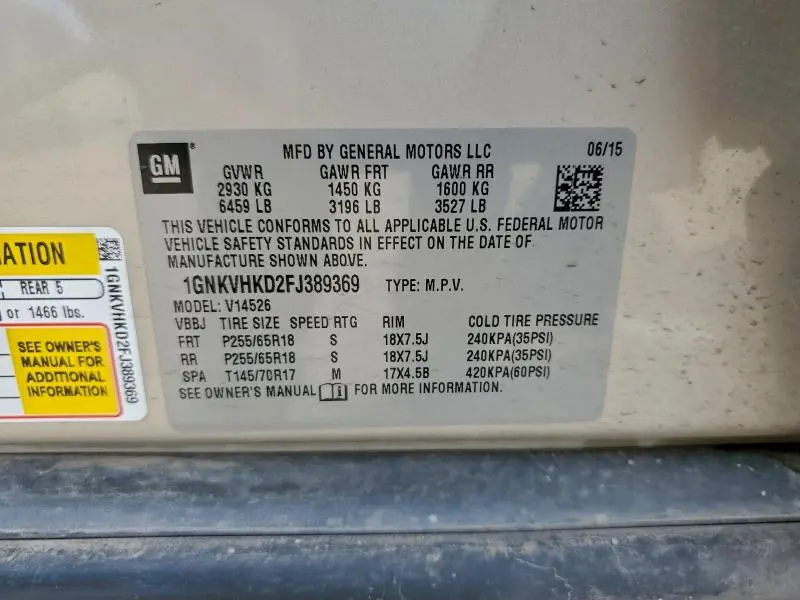 GM
®
MFD BY GENERAL MOTORS LLC
06/15
GVWR GAWR FRT GAWR RR
2930 KG 1450 KG 1600 KG
6459 LB 3196 LB 3527 LB
THIS VEHICLE CONFORMS TO ALL APPLICABLE U.S. FEDERAL MOTOR
VEHICLE SAFETY STANDARDS IN EFFECT ON THE DATE OF
MANUFACTURE SHOWN ABOVE.
1GNKVHKD2FJ389369 TYPE: M.P.V.
MODEL: V14526
VBBJ TIRE SIZE SPEED RTG RIM COLD TIRE PRESSURE
FRT P255/65R18 S 18X7.5J 240KPA(35PSI)
RR P255/65R18 S 18X7.5J 240KPA(35PSI)
SPA T145/70R17 M 17X4.5B 420KPA(60PSI)
SEE OWNER'S MANUAL FOR MORE INFORMATION.
ATION
REAR 5
or 1466 lbs.
SEE OWNER'S
MANUAL FOR
ADDITIONAL
INFORMATION
1GNKVHKD2FJ389369